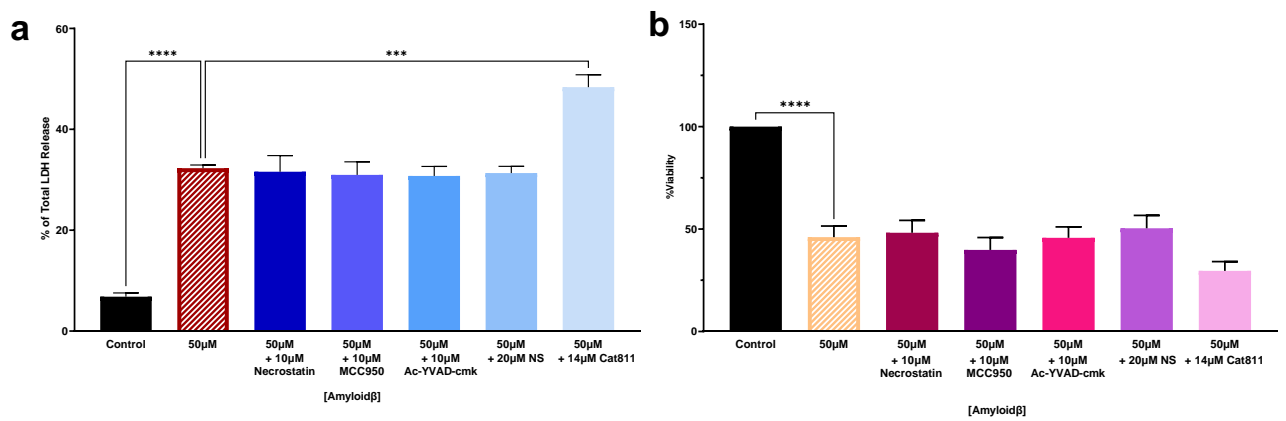 a
% of Total LDH Release
60
40
20
0
****
***
Control
50µM
50µM
+ 10µM
Necrostatin
50µM
+ 10µM
MCC950
50µM
+ 10µM
Ac-YVAD-cmk
50µM
+ 20µM NS
50µM
+ 14µM Cat811
[Amyloidβ]
b
%Viability
150
100
50
0
****
Control
50µM
50µM
+ 10µM
Necrostatin
50µM
+ 10µM
MCC950
50µM
+ 10µM
Ac-YVAD-cmk
50µM
+ 20µM NS
50µM
+ 14µM Cat811
[Amyloidβ]